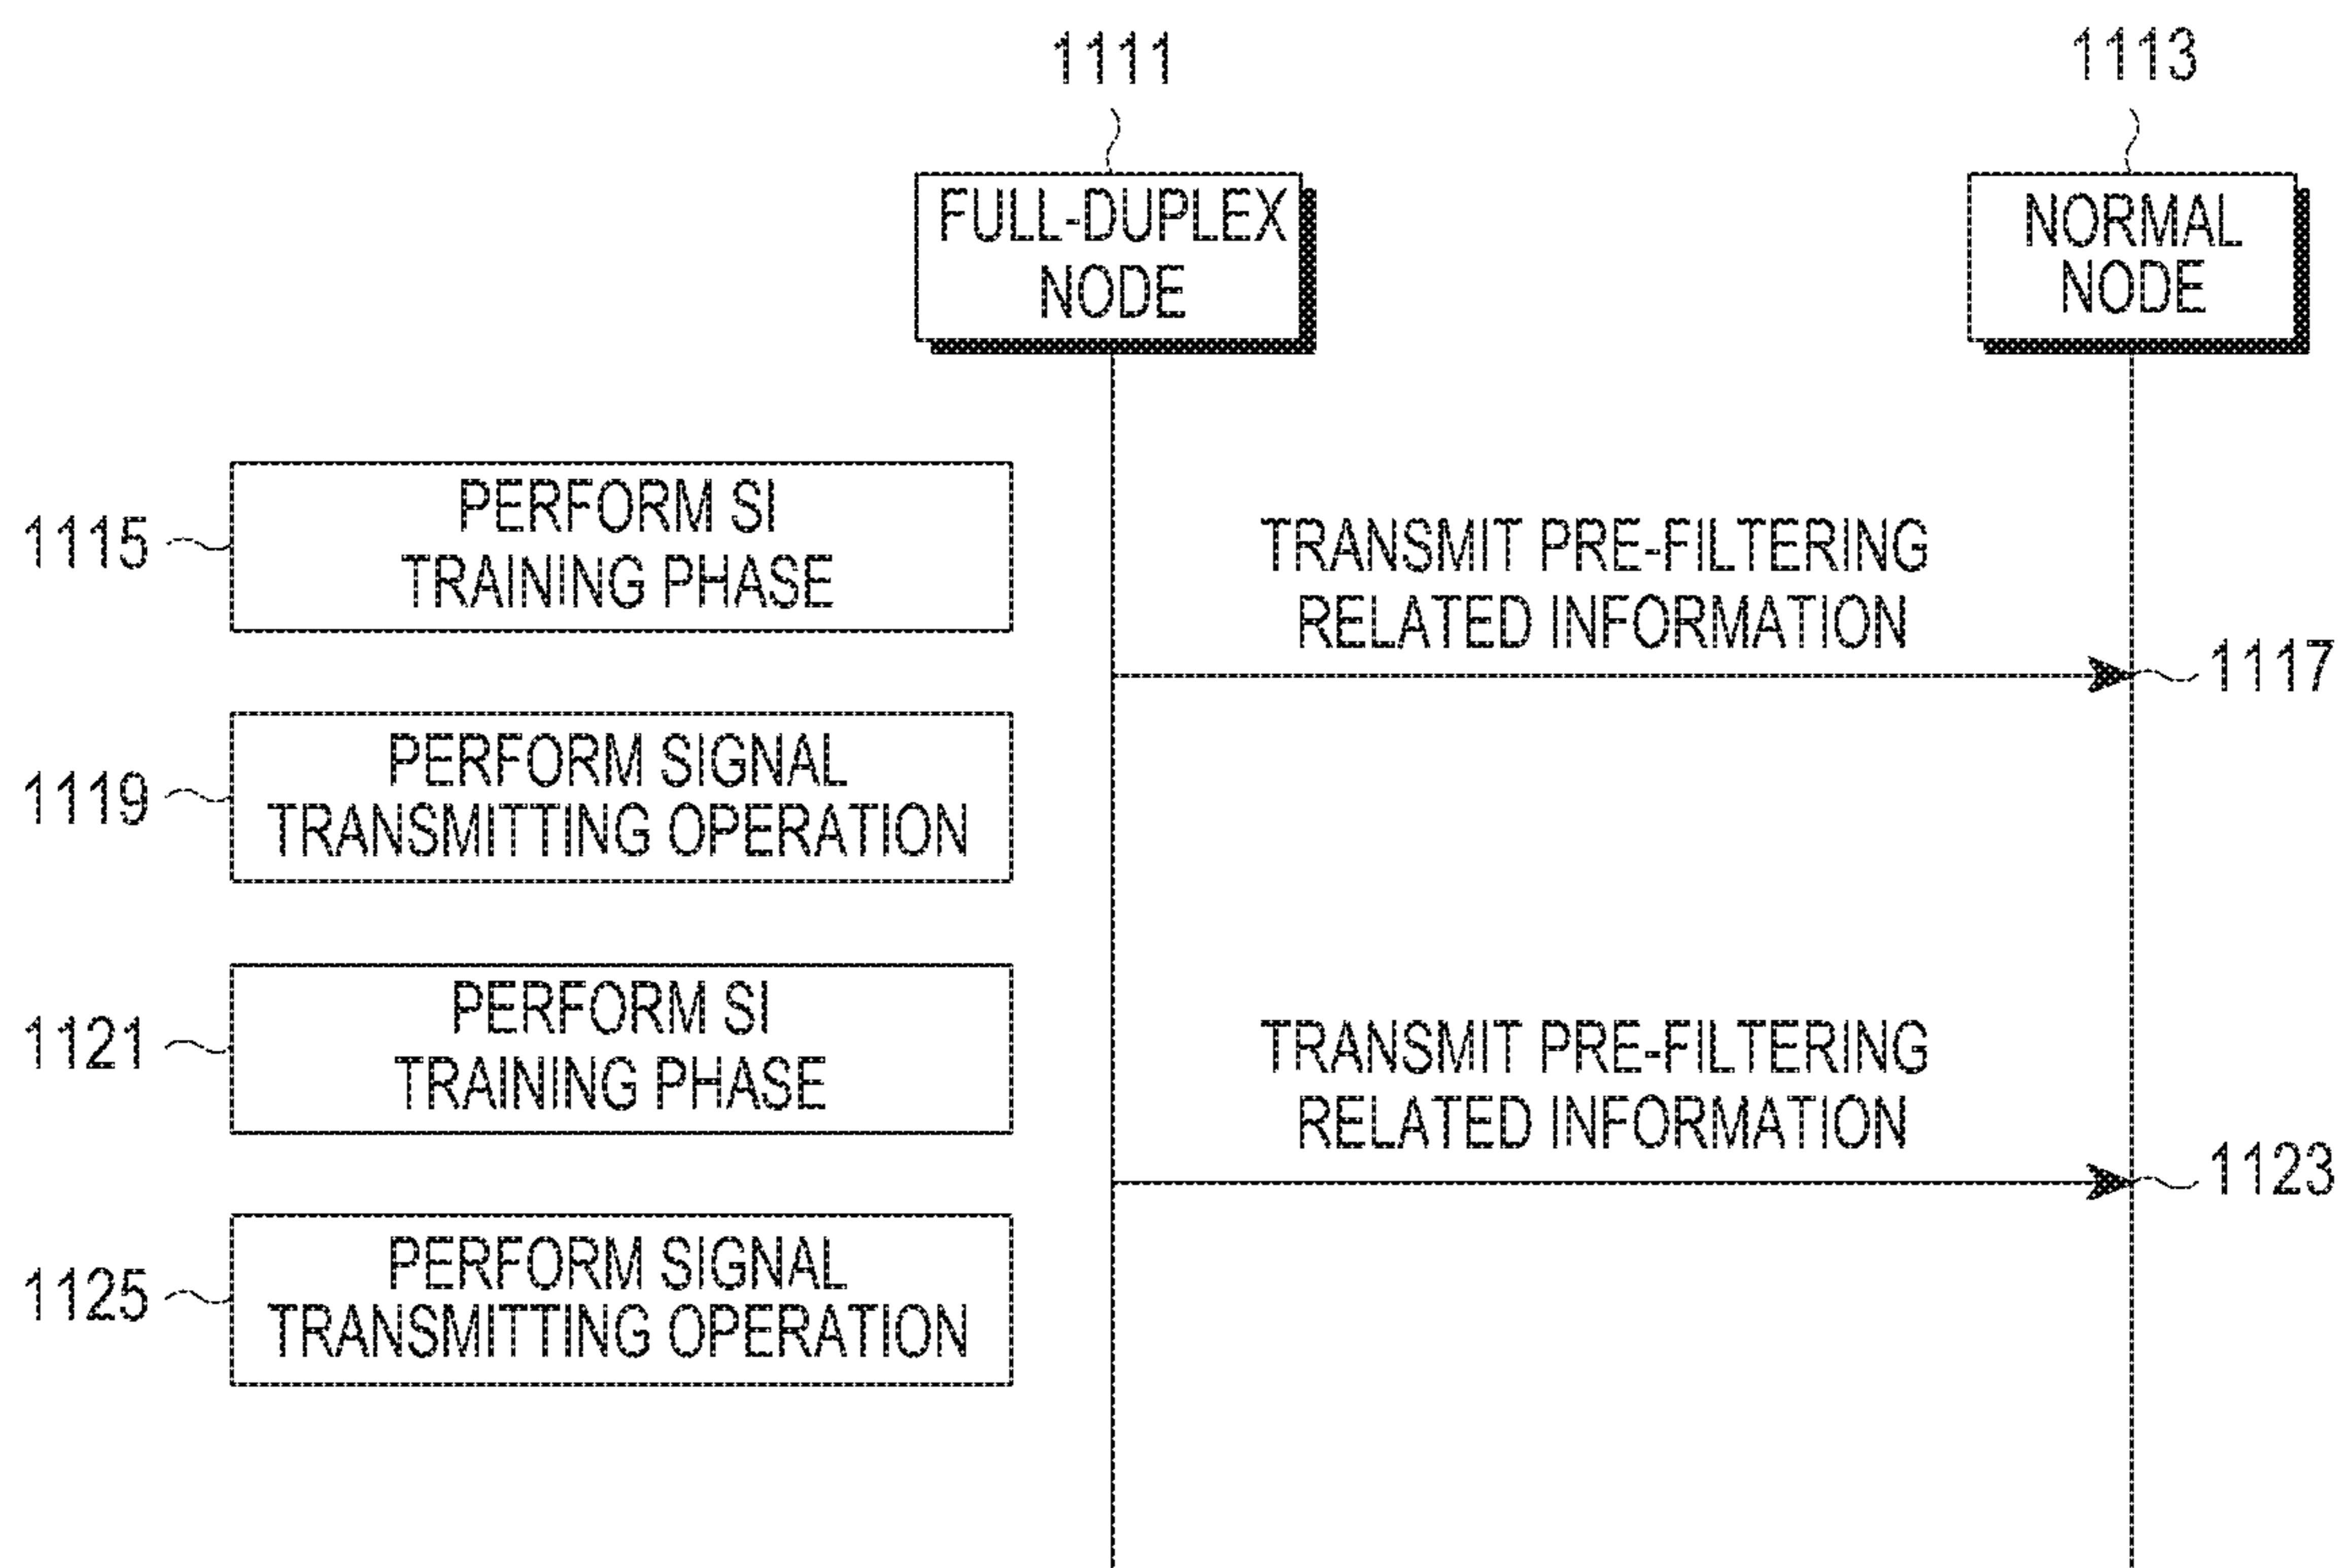 1111
1113
FULL-DUPLEX
NODE
NORMAL
NODE
1115
PERFORM SI
TRAINING PHASE
TRANSMIT PRE-FILTERING
RELATED INFORMATION
1117
1119
PERFORM SIGNAL
TRANSMITTING OPERATION
1121
PERFORM SI
TRAINING PHASE
TRANSMIT PRE-FILTERING
RELATED INFORMATION
1123
1125
PERFORM SIGNAL
TRANSMITTING OPERATION